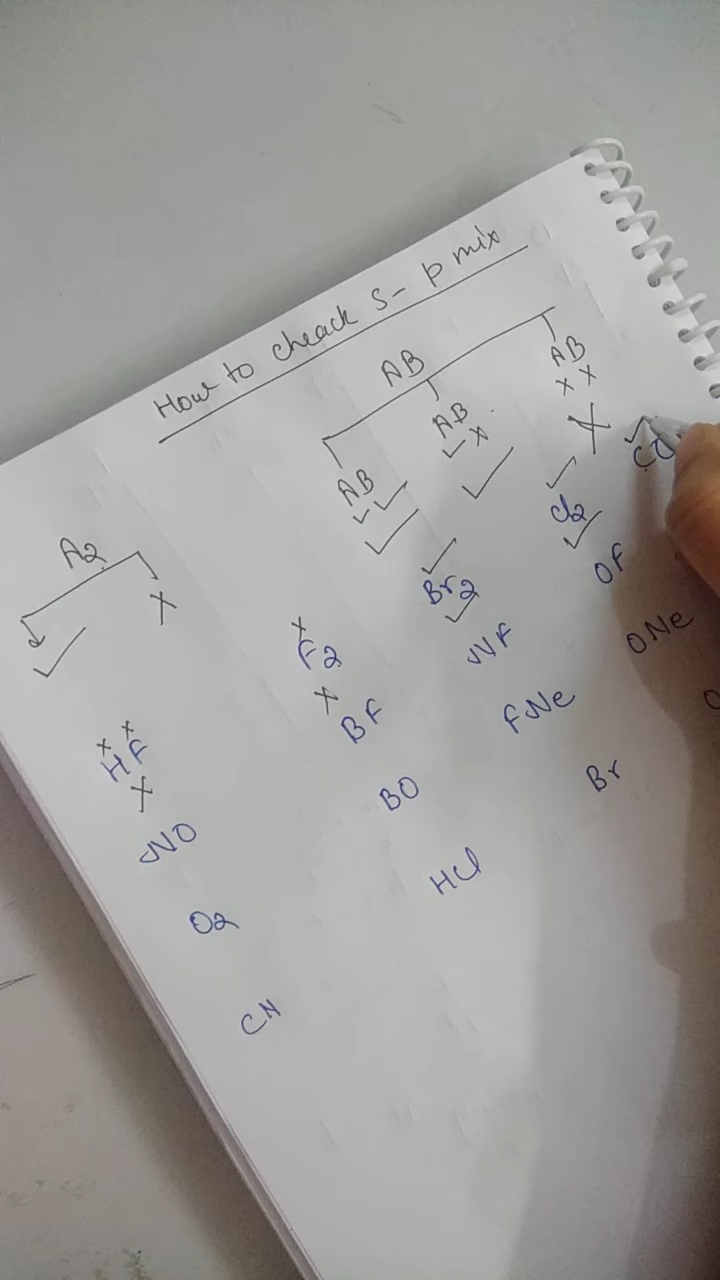 How to cheack s- p mix
AB
AB AB AB
✓✓ ✓x x x
✓ ✓ X
A2
✓ X
x F2 ✓ Br2 ✓ Cl2 ✓
x x HF X x BF ✓ NF ✓ OF
NO BO FNe ONe
O2 HCl Br
CN